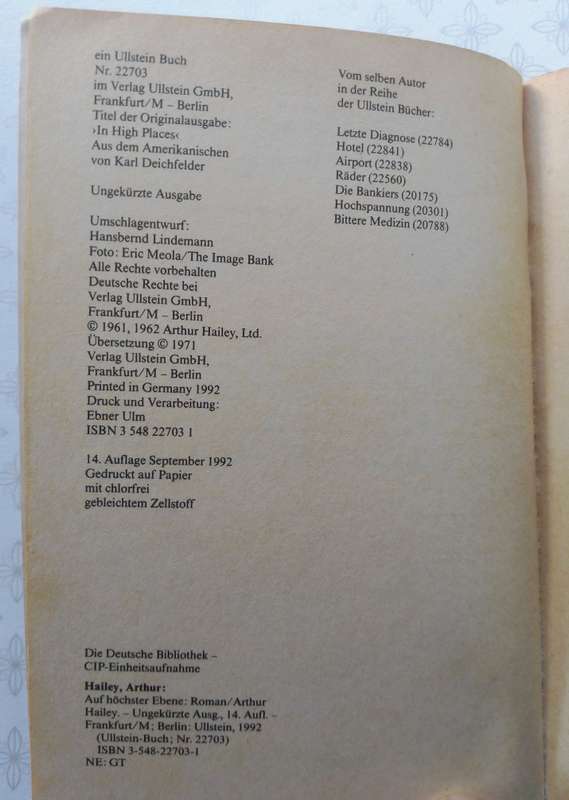 ein Ullstein Buch
Nr. 22703
im Verlag Ullstein GmbH,
Frankfurt/M – Berlin
Titel der Originalausgabe:
›In High Places‹
Aus dem Amerikanischen
von Karl Deichfelder
Ungekürzte Ausgabe
Umschlagentwurf:
Hansbernd Lindemann
Foto: Eric Meola/The Image Bank
Alle Rechte vorbehalten
Deutsche Rechte bei
Verlag Ullstein GmbH,
Frankfurt/M – Berlin
© 1961, 1962 Arthur Hailey, Ltd.
Übersetzung © 1971
Verlag Ullstein GmbH,
Frankfurt/M – Berlin
Printed in Germany 1992
Druck und Verarbeitung:
Ebner Ulm
ISBN 3 548 22703 1
14. Auflage September 1992
Gedruckt auf Papier
mit chlorfrei
gebleichtem Zellstoff
Vom selben Autor
in der Reihe
der Ullstein Bücher:
Letzte Diagnose (22784)
Hotel (22841)
Airport (22838)
Räder (22560)
Die Bankiers (20175)
Hochspannung (20301)
Bittere Medizin (20788)
Die Deutsche Bibliothek –
CIP-Einheitsaufnahme
Hailey, Arthur:
Auf höchster Ebene: Roman/Arthur
Hailey. – Ungekürzte Ausg., 14. Aufl. –
Frankfurt/M; Berlin: Ullstein, 1992
(Ullstein-Buch; Nr. 22703)
ISBN 3-548-22703-1
NE: GT